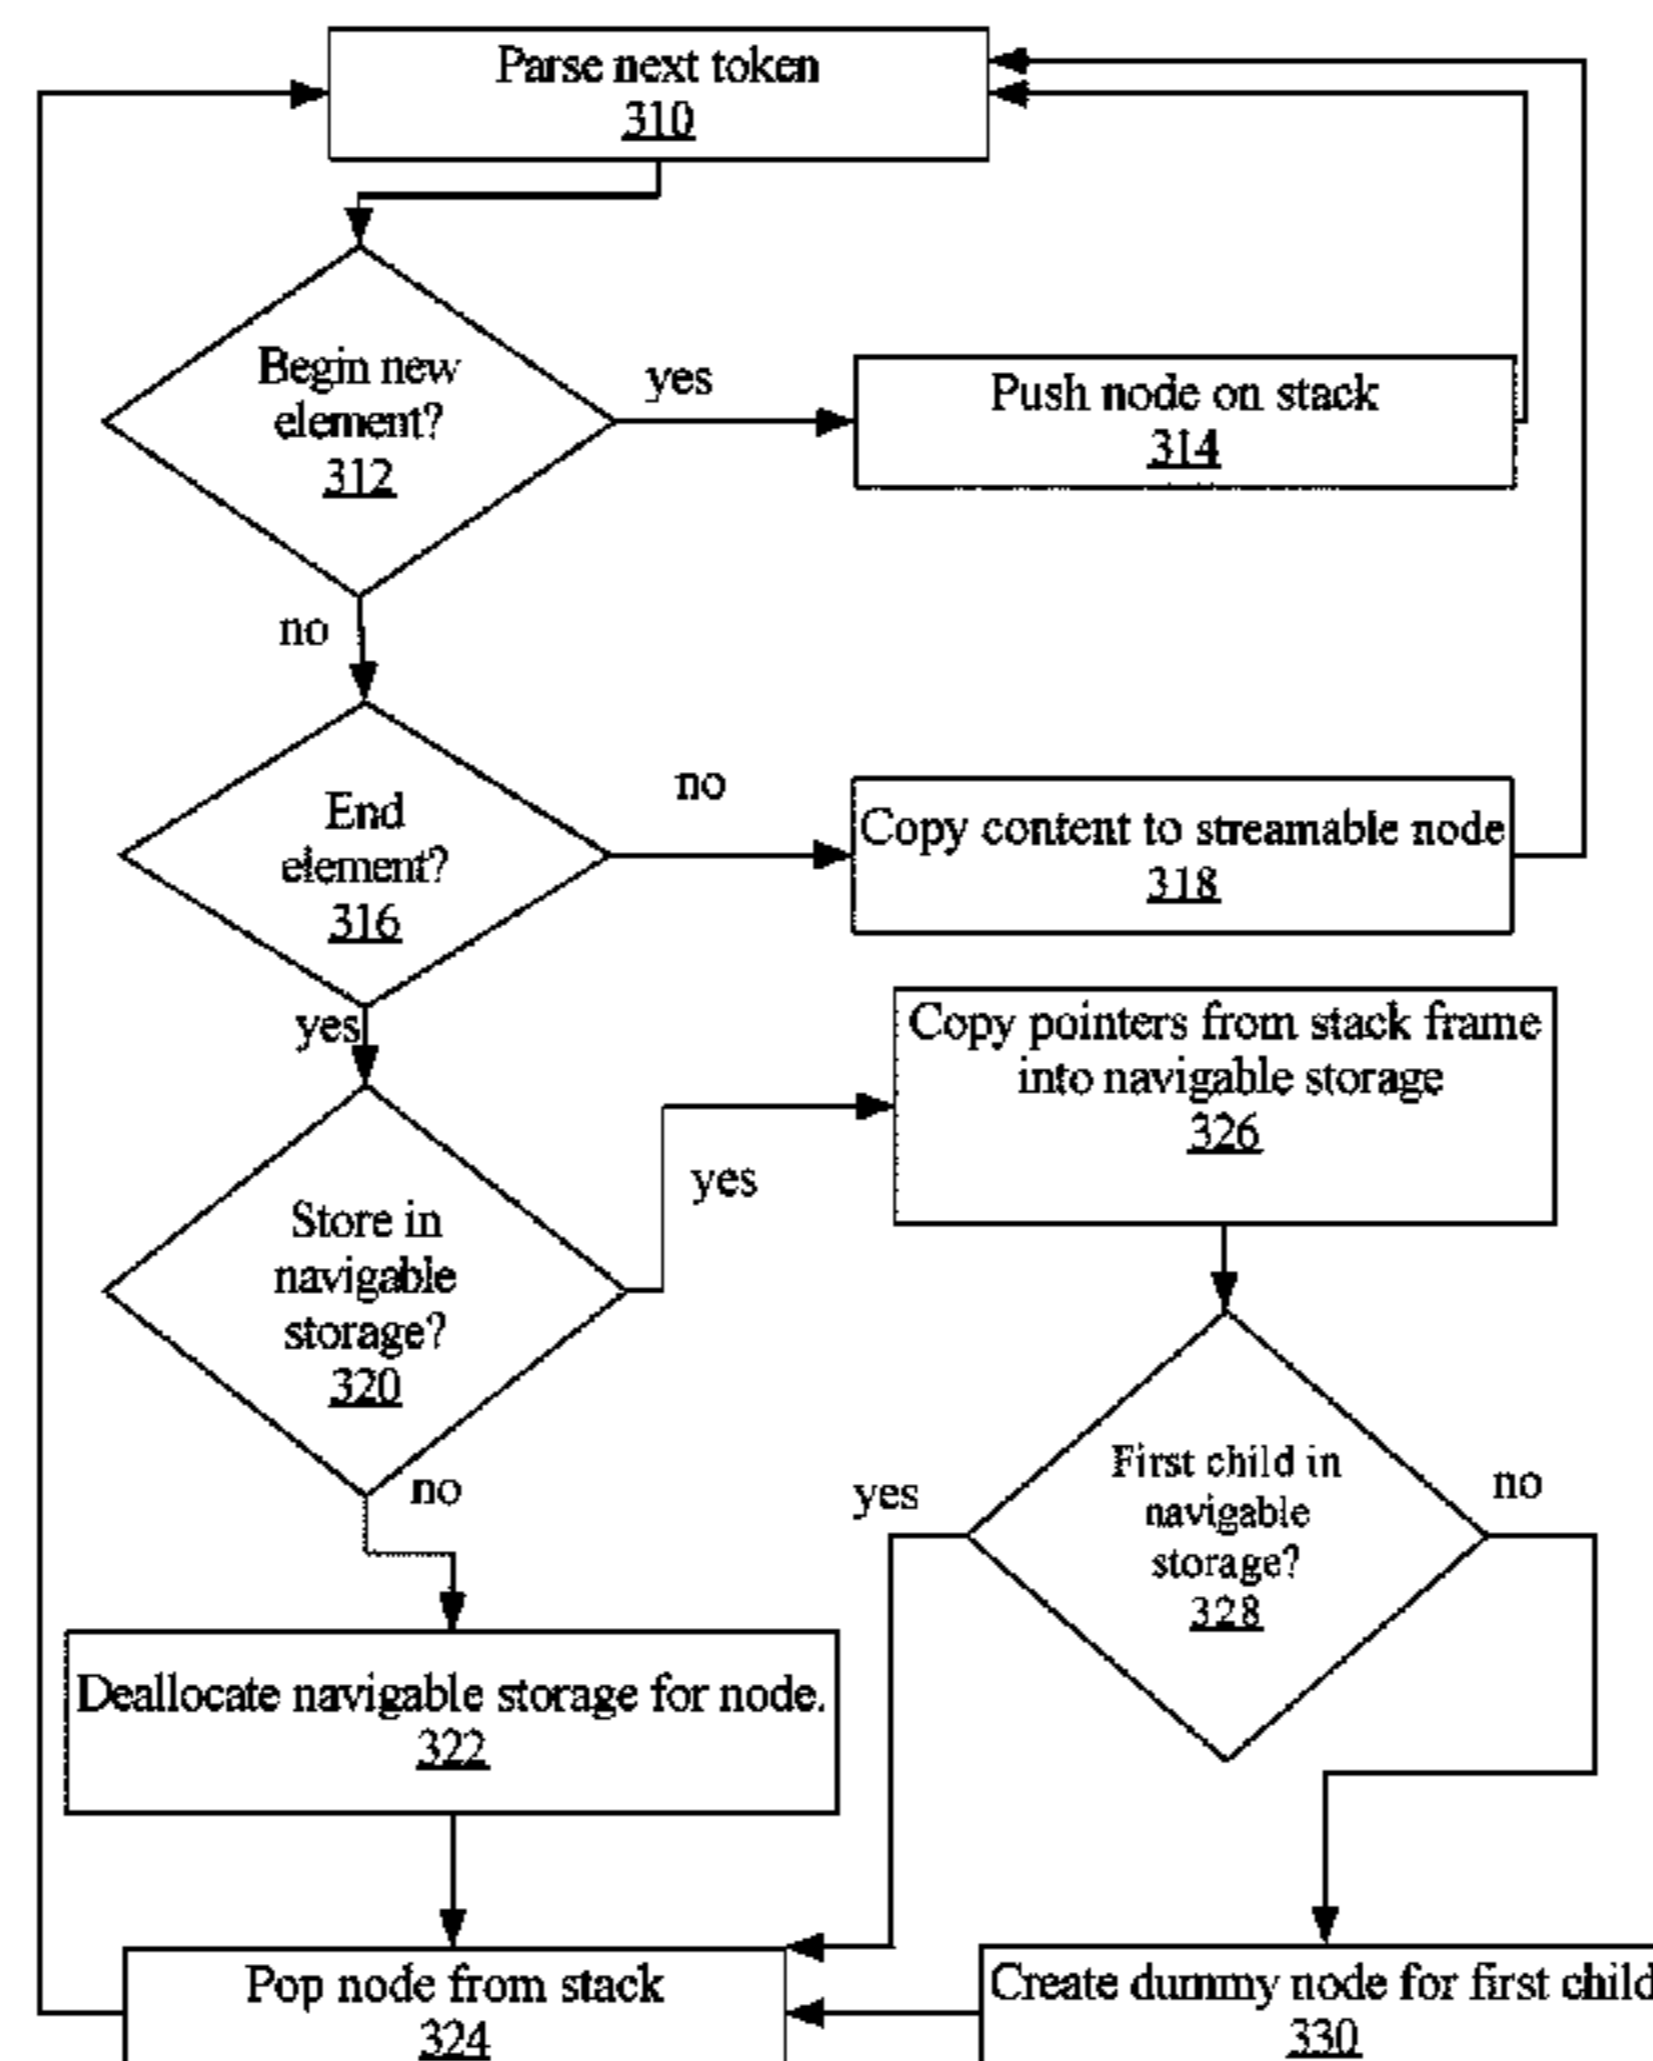 Parse next token
310
Begin new
element?
312
yes
Push node on stack
314
no
End
element?
316
no
Copy content to streamable node
318
yes
Copy pointers from stack frame
into navigable storage
326
Store in
navigable
storage?
320
yes
no
First child in
navigable
storage?
328
yes
no
Deallocate navigable storage for node.
322
Pop node from stack
324
Create dummy node for first child
330